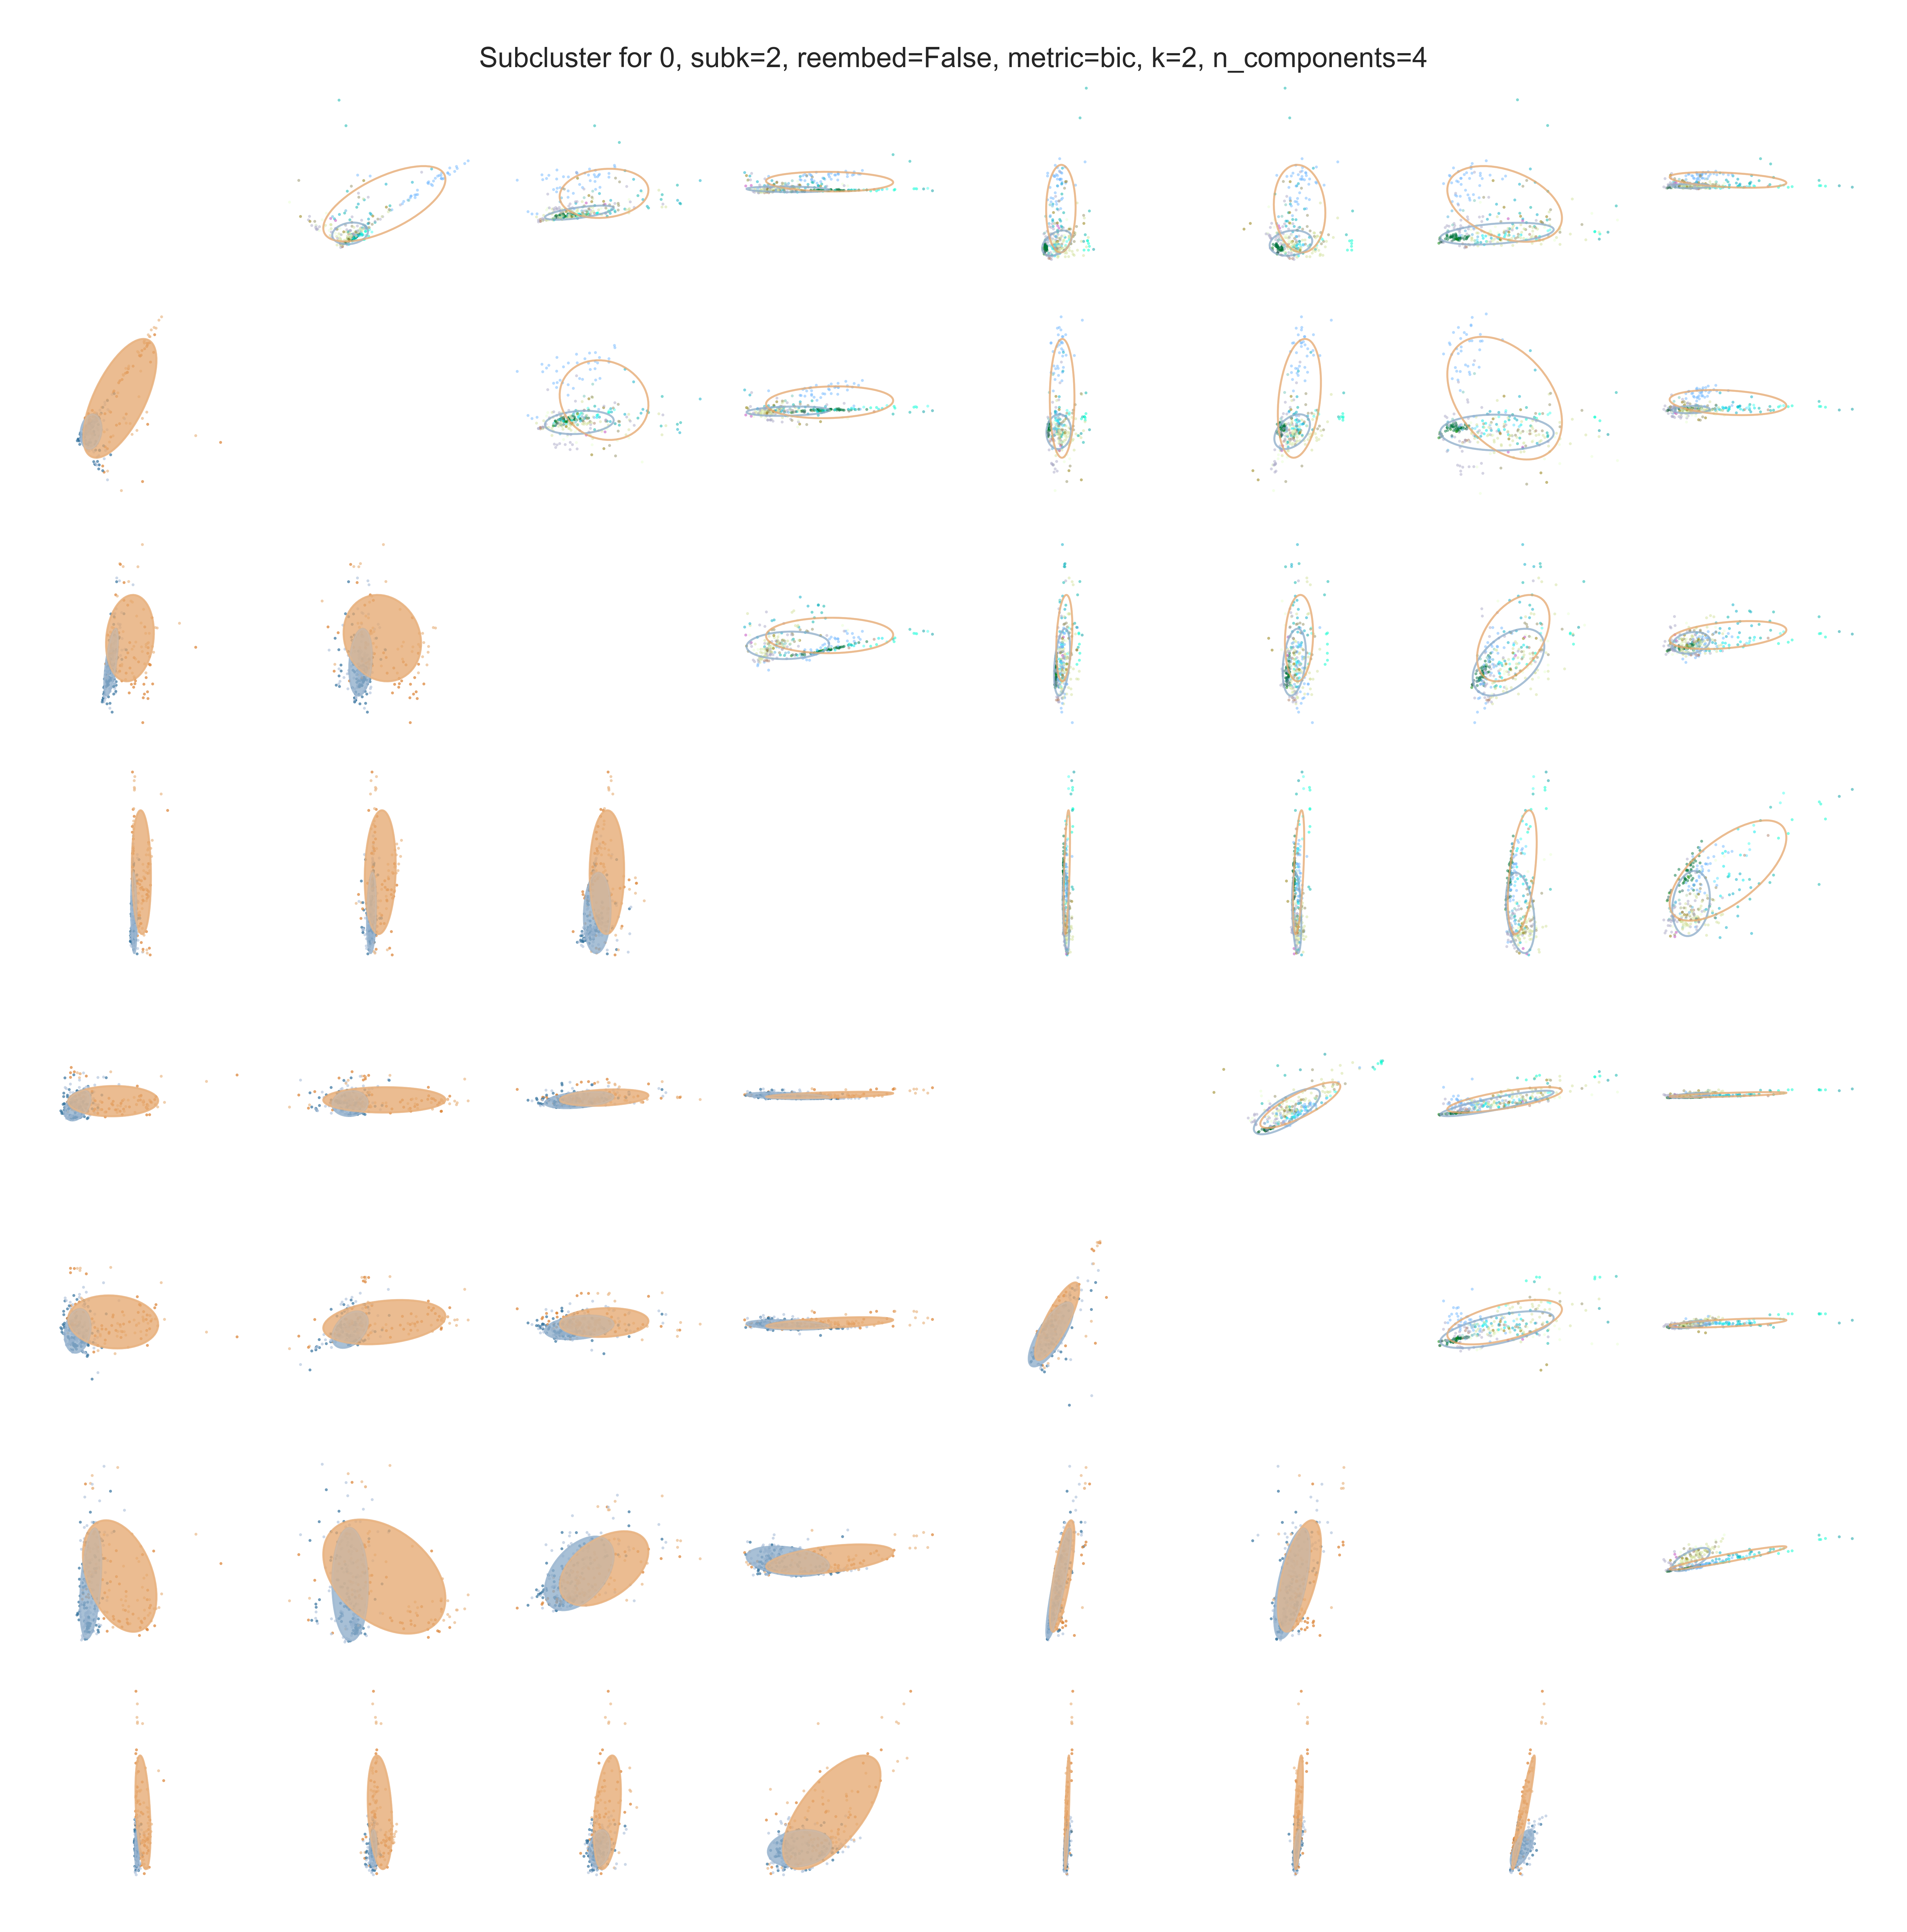 Subcluster for 0, subk=2, reembed=False, metric=bic, k=2, n_components=4